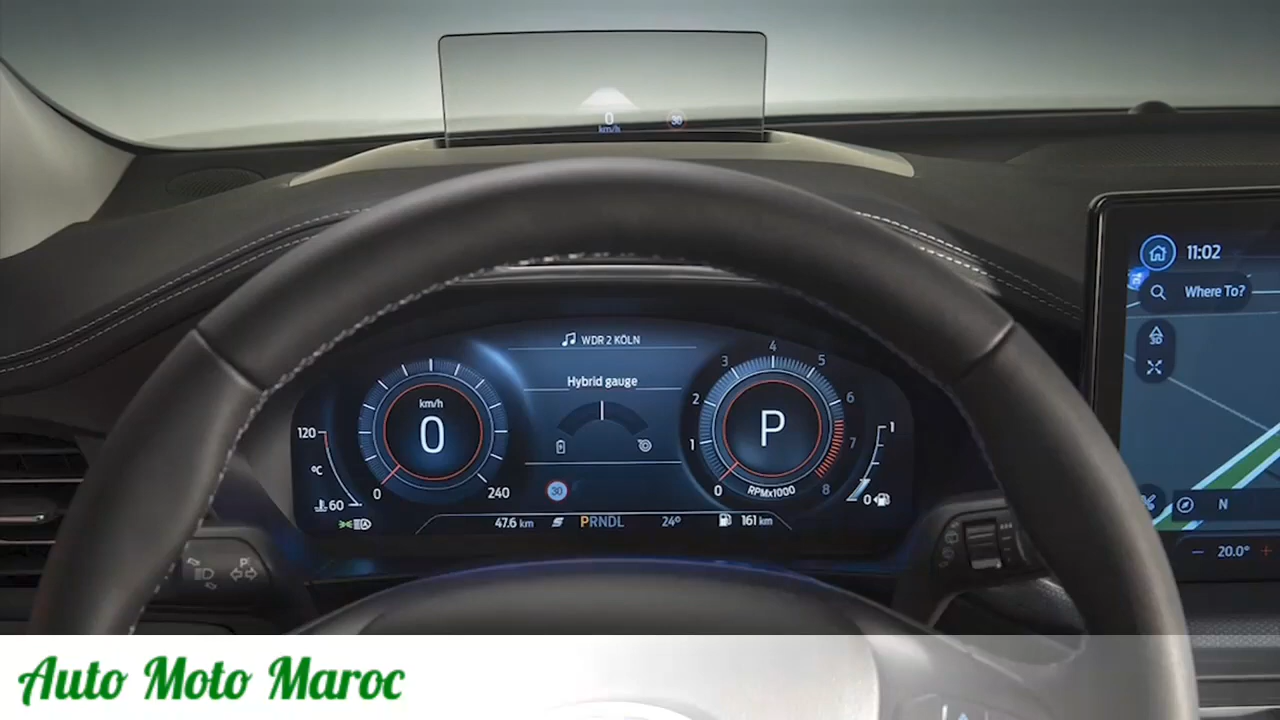 0
km/h
30
11:02
Where To?
3D
WDR 2 KÖLN
Hybrid gauge
km/h
0
0
240
120
°C
60
30
P
0
1
2
3
4
5
6
7
8
RPMx1000
1
0
47.6 km
PRNDL
24°
161 km
N
20.0°
P
Auto Moto Maroc